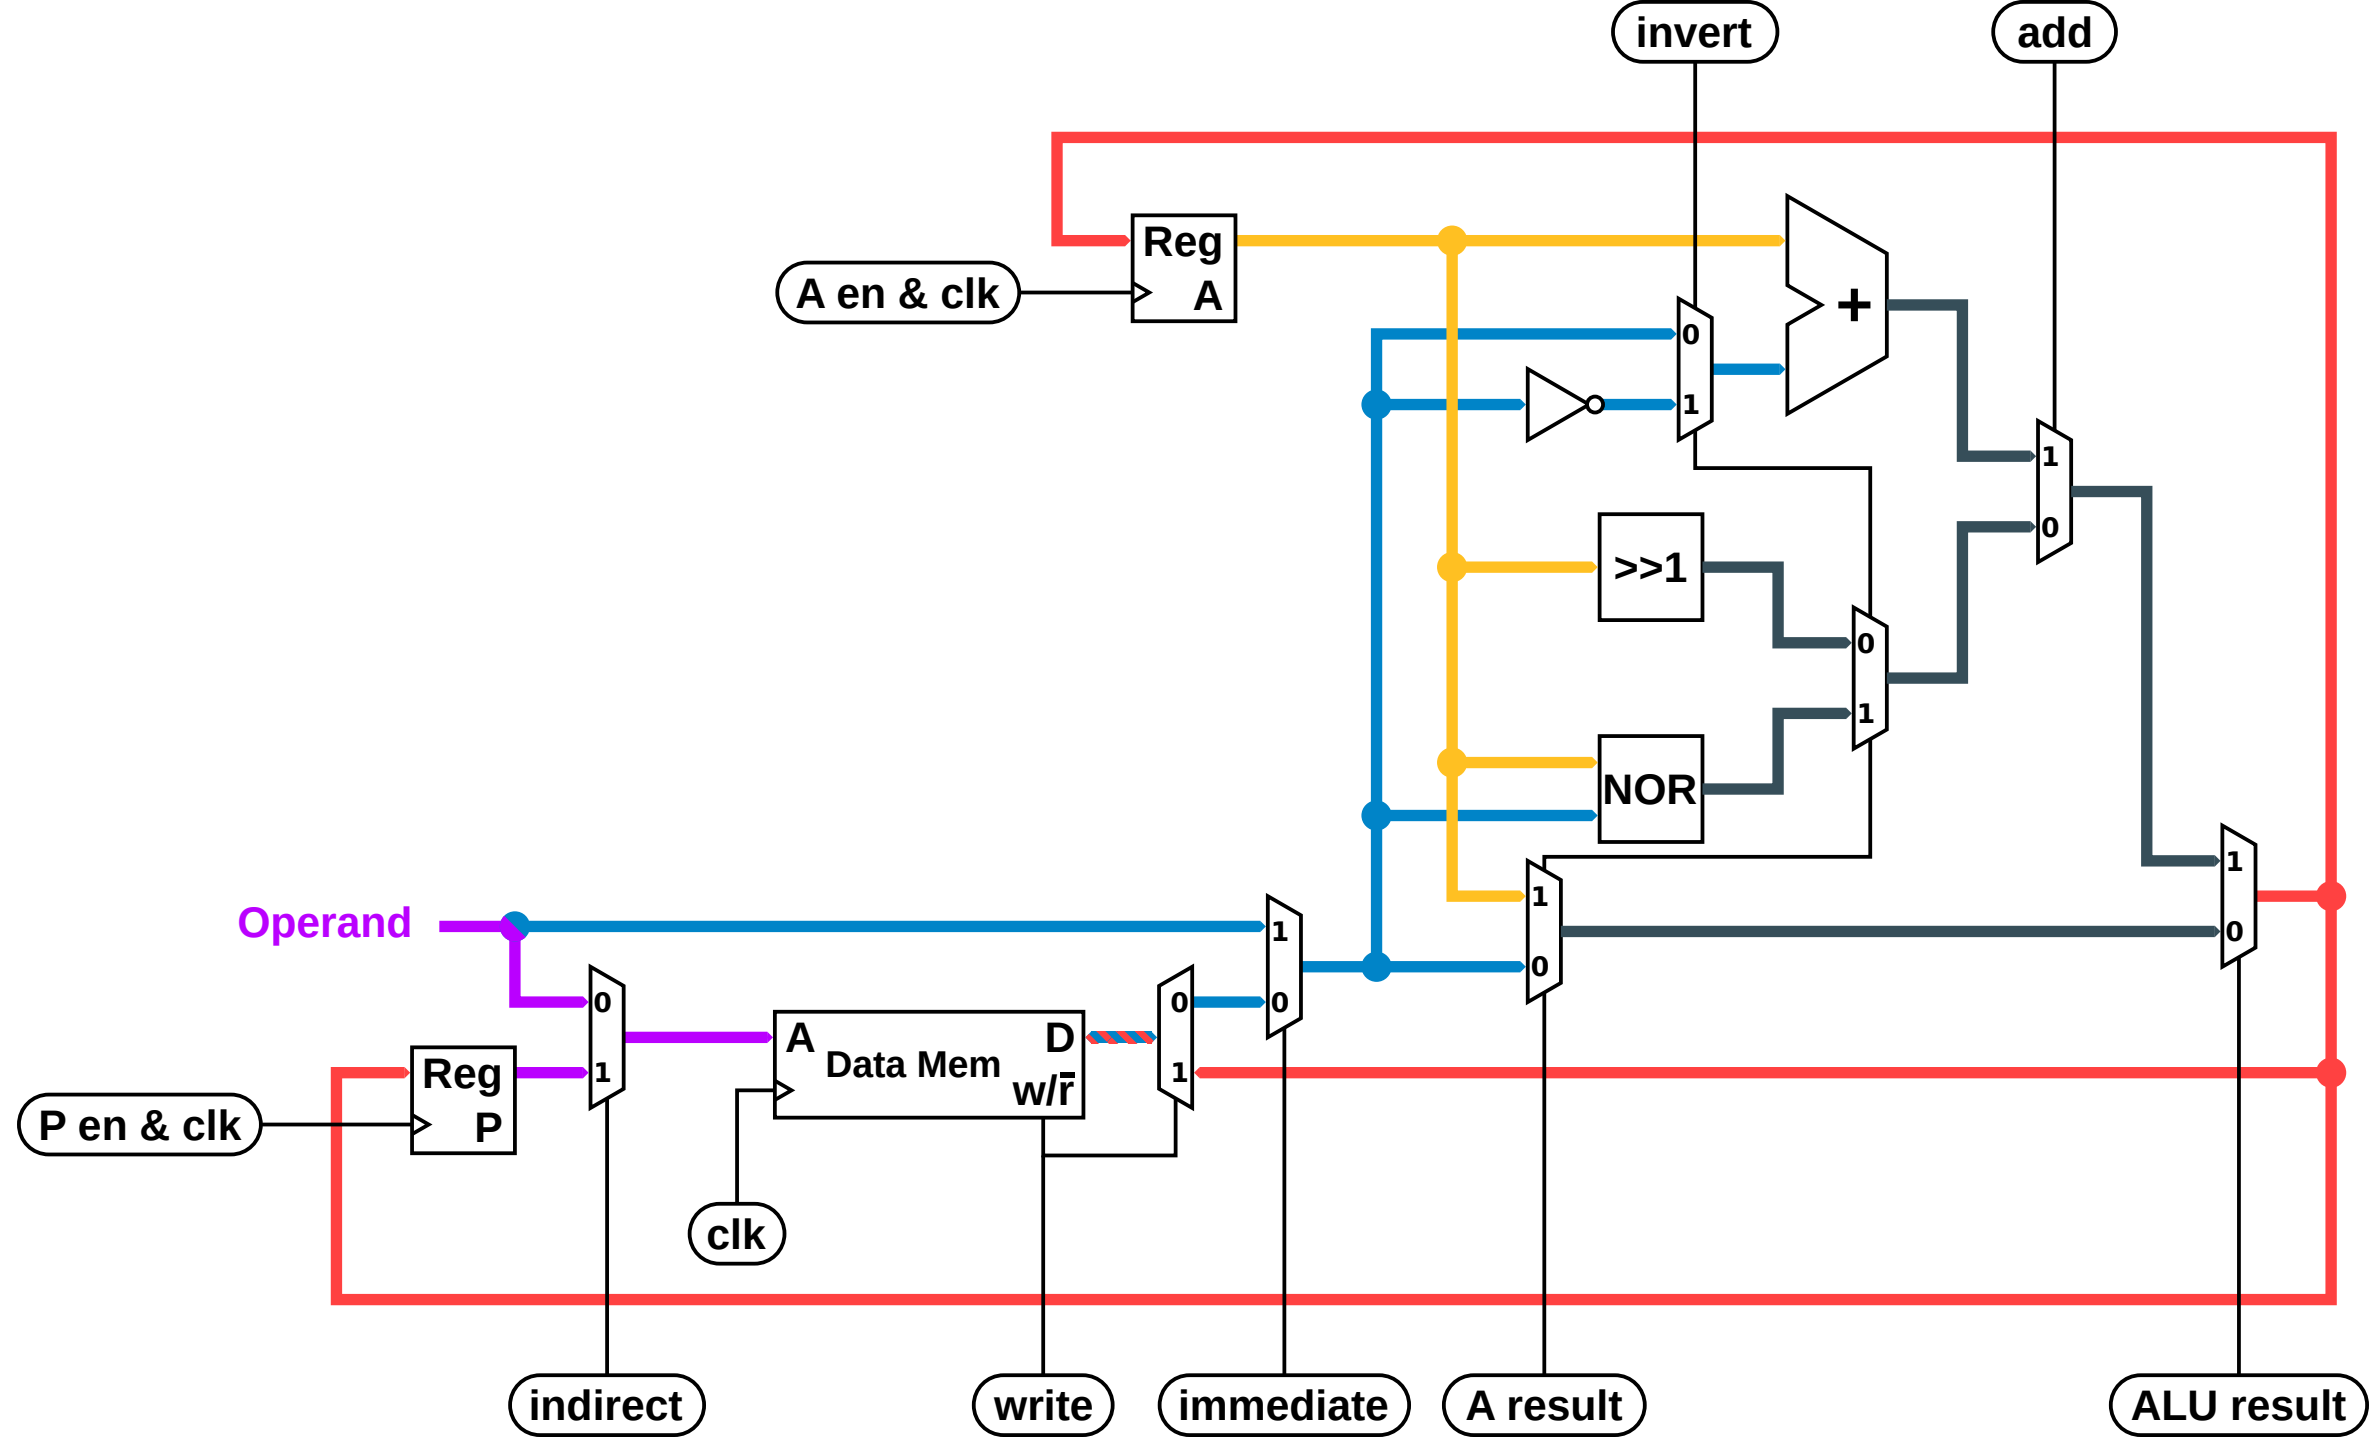 invert
add
Reg
A
A en & clk
+
0
1
1
0
>>1
0
1
NOR
1
0
1
0
Operand
1
0
0
1
0
1
A
D
Data Mem
w/r̅
Reg
P
P en & clk
clk
indirect
write
immediate
A result
ALU result